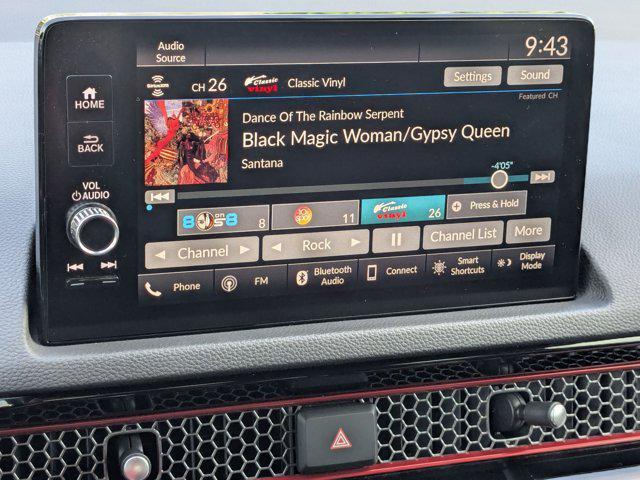 Audio Source
9:43
SiriusXM
CH 26
Classic Vinyl
Classic Vinyl
Settings
Sound
Featured CH
HOME
BACK
VOL
AUDIO
Dance Of The Rainbow Serpent
Black Magic Woman/Gypsy Queen
Santana
-4'05"
80s on 8
8
11
Classic Vinyl
26
Press & Hold
Channel
Rock
Channel List
More
Phone
FM
Bluetooth Audio
Connect
Smart Shortcuts
Display Mode